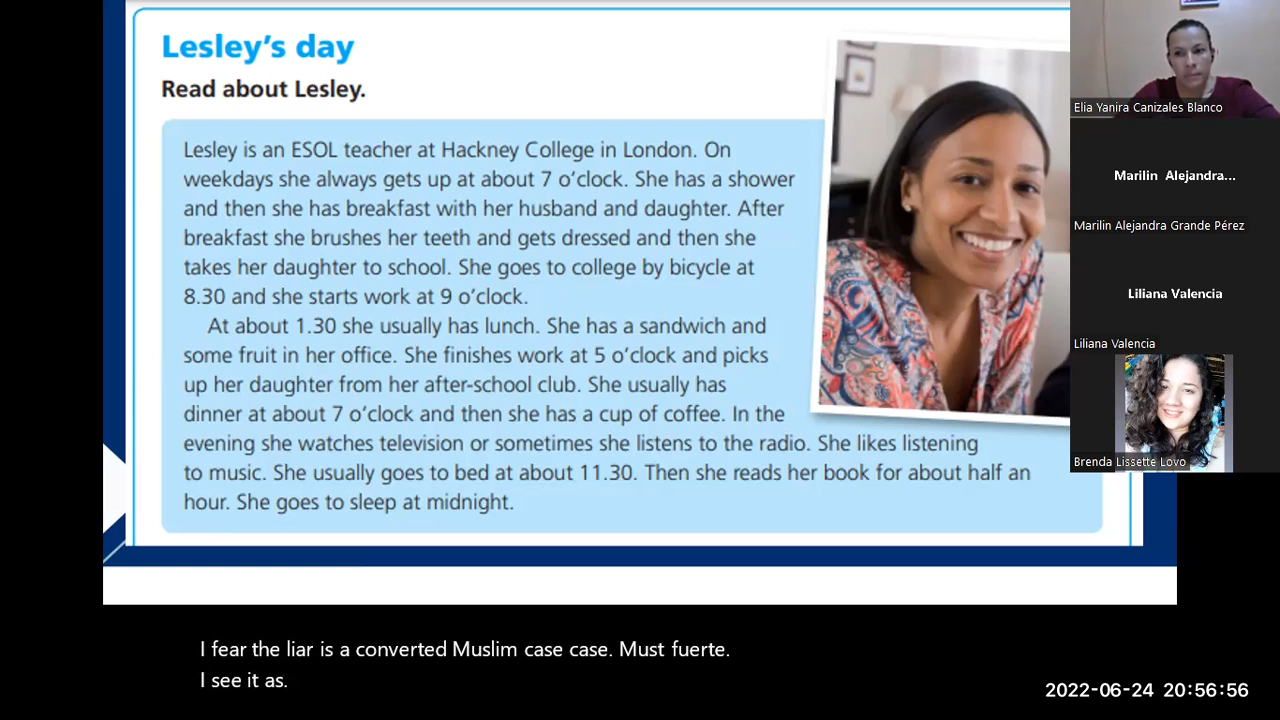 Lesley's day
Read about Lesley.
Lesley is an ESOL teacher at Hackney College in London. On
weekdays she always gets up at about 7 o'clock. She has a shower
and then she has breakfast with her husband and daughter. After
breakfast she brushes her teeth and gets dressed and then she
takes her daughter to school. She goes to college by bicycle at
8.30 and she starts work at 9 o'clock.
At about 1.30 she usually has lunch. She has a sandwich and
some fruit in her office. She finishes work at 5 o'clock and picks
up her daughter from her after-school club. She usually has
dinner at about 7 o'clock and then she has a cup of coffee. In the
evening she watches television or sometimes she listens to the radio. She likes listening
to music. She usually goes to bed at about 11.30. Then she reads her book for about half an
hour. She goes to sleep at midnight.
Elia Yanira Canizales Blanco
Marilin Alejandra...
Marilin Alejandra Grande Pérez
Liliana Valencia
Liliana Valencia
Brenda Lissette Lovo
I fear the liar is a converted Muslim case case. Must fuerte.
I see it as.
2022-06-24 20:56:56